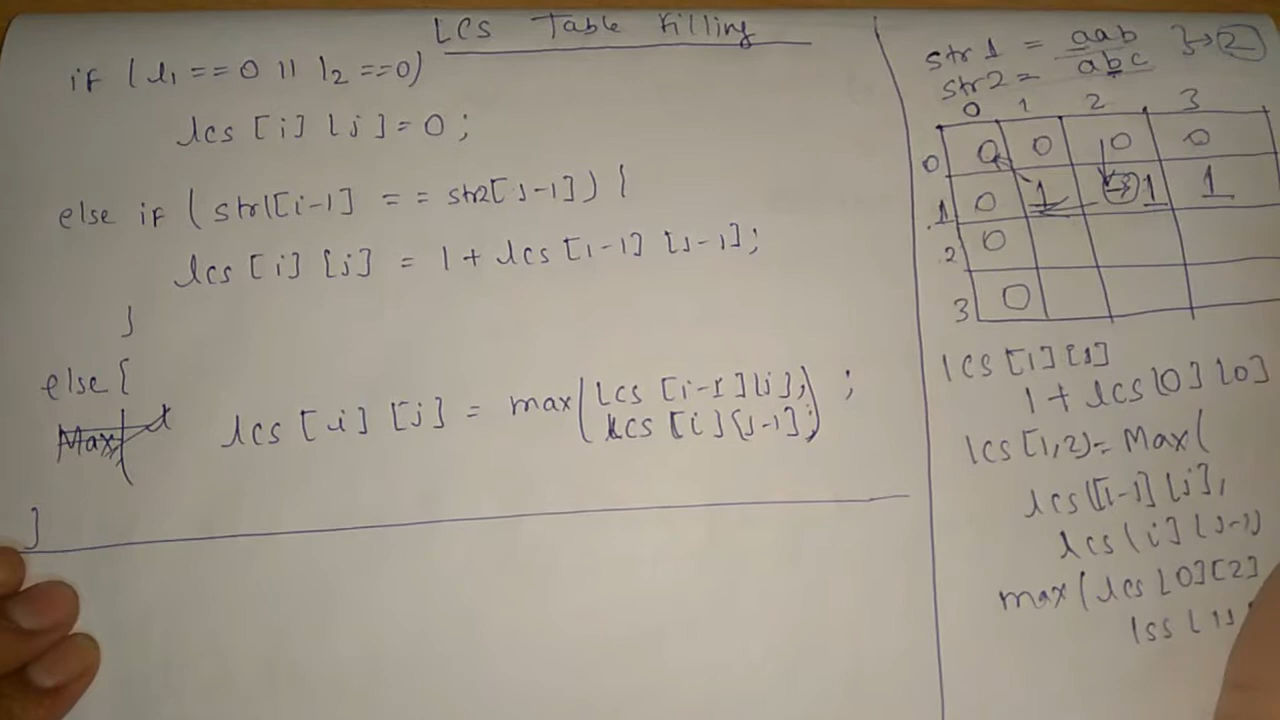 LCS Table Filling
if (l1 == 0 || l2 == 0)
lcs [i] [j] = 0 ;
else if (str1[i-1] == str2[j-1]) {
lcs [i] [j] = 1 + lcs [i-1] [j-1];
}
else {
Max(
lcs [i] [j] = max( lcs [i-1][j],
lcs [i][j-1] ) ;
}
str1 = aab } → 2
str2 = abc
0 1 2 3
0 0 0 0 0
1 0 1 1 1
2 0
3 0
lcs [1][1]
1 + lcs [0] [0]
lcs [1,2) = Max (
lcs ([i-1] [j],
lcs [i] [j-1)
max ( lcs [0][2]
lss [1]